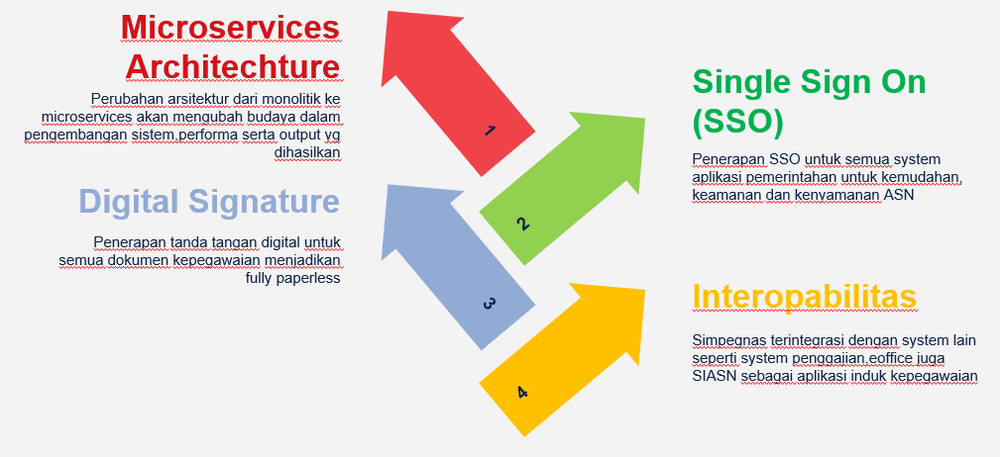 Microservices
Architechture
Perubahan arsitektur dari monolitik ke
microservices akan mengubah budaya dalam
pengembangan sistem,performa serta output yg
dihasilkan
1
Single Sign On
(SSO)
Penerapan SSO untuk semua system
aplikasi pemerintahan untuk kemudahan,
keamanan dan kenyamanan ASN
2
Digital Signature
Penerapan tanda tangan digital untuk
semua dokumen kepegawaian menjadikan
fully paperless
3
Interopabilitas
Simpegnas terintegrasi dengan system lain
seperti system penggajian.eoffice juga
SIASN sebagai aplikasi induk kepegawaian
4